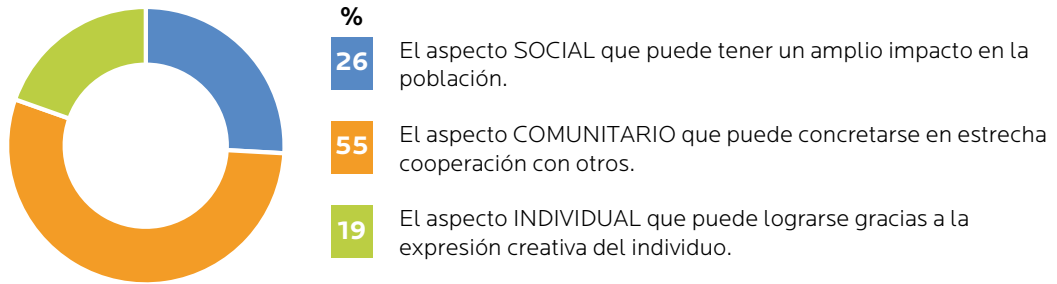 %
26
El aspecto SOCIAL que puede tener un amplio impacto en la
población.
55
El aspecto COMUNITARIO que puede concretarse en estrecha
cooperación con otros.
19
El aspecto INDIVIDUAL que puede lograrse gracias a la
expresión creativa del individuo.